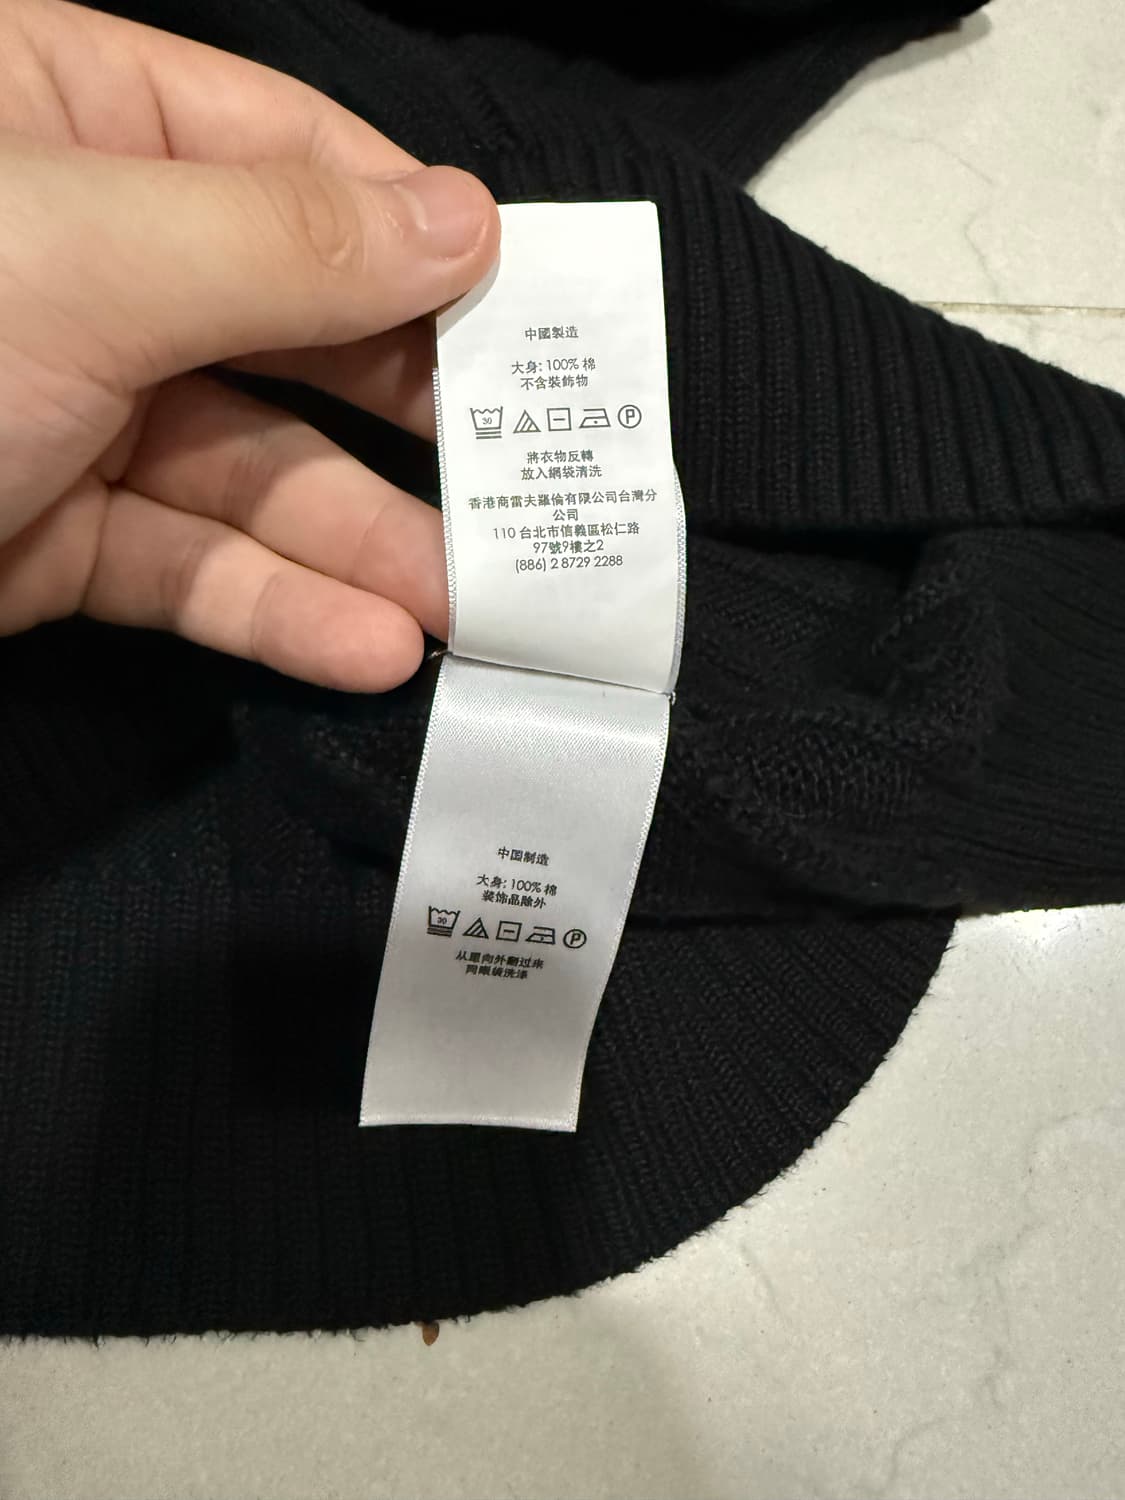 中國製造
大身: 100% 棉
不含裝飾物
30 P
將衣物反轉
放入網袋清洗
香港商雷夫羅倫有限公司台灣分
公司
110 台北市信義區松仁路
97號9樓之2
(886) 2 8729 2288
中国制造
大身: 100% 棉
装饰品除外
30 P
从里向外翻过来
同眼袋洗涤